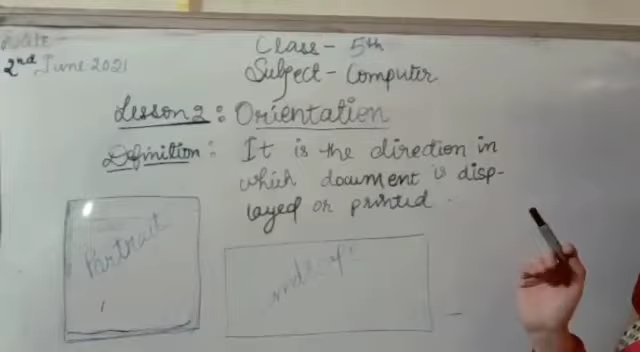 Date
2nd June 2021
Class - 5th
Subject - Computer
Lesson 2 : Orientation
Definition : It is the direction in
which document is disp-
layed or printed.
Portrait